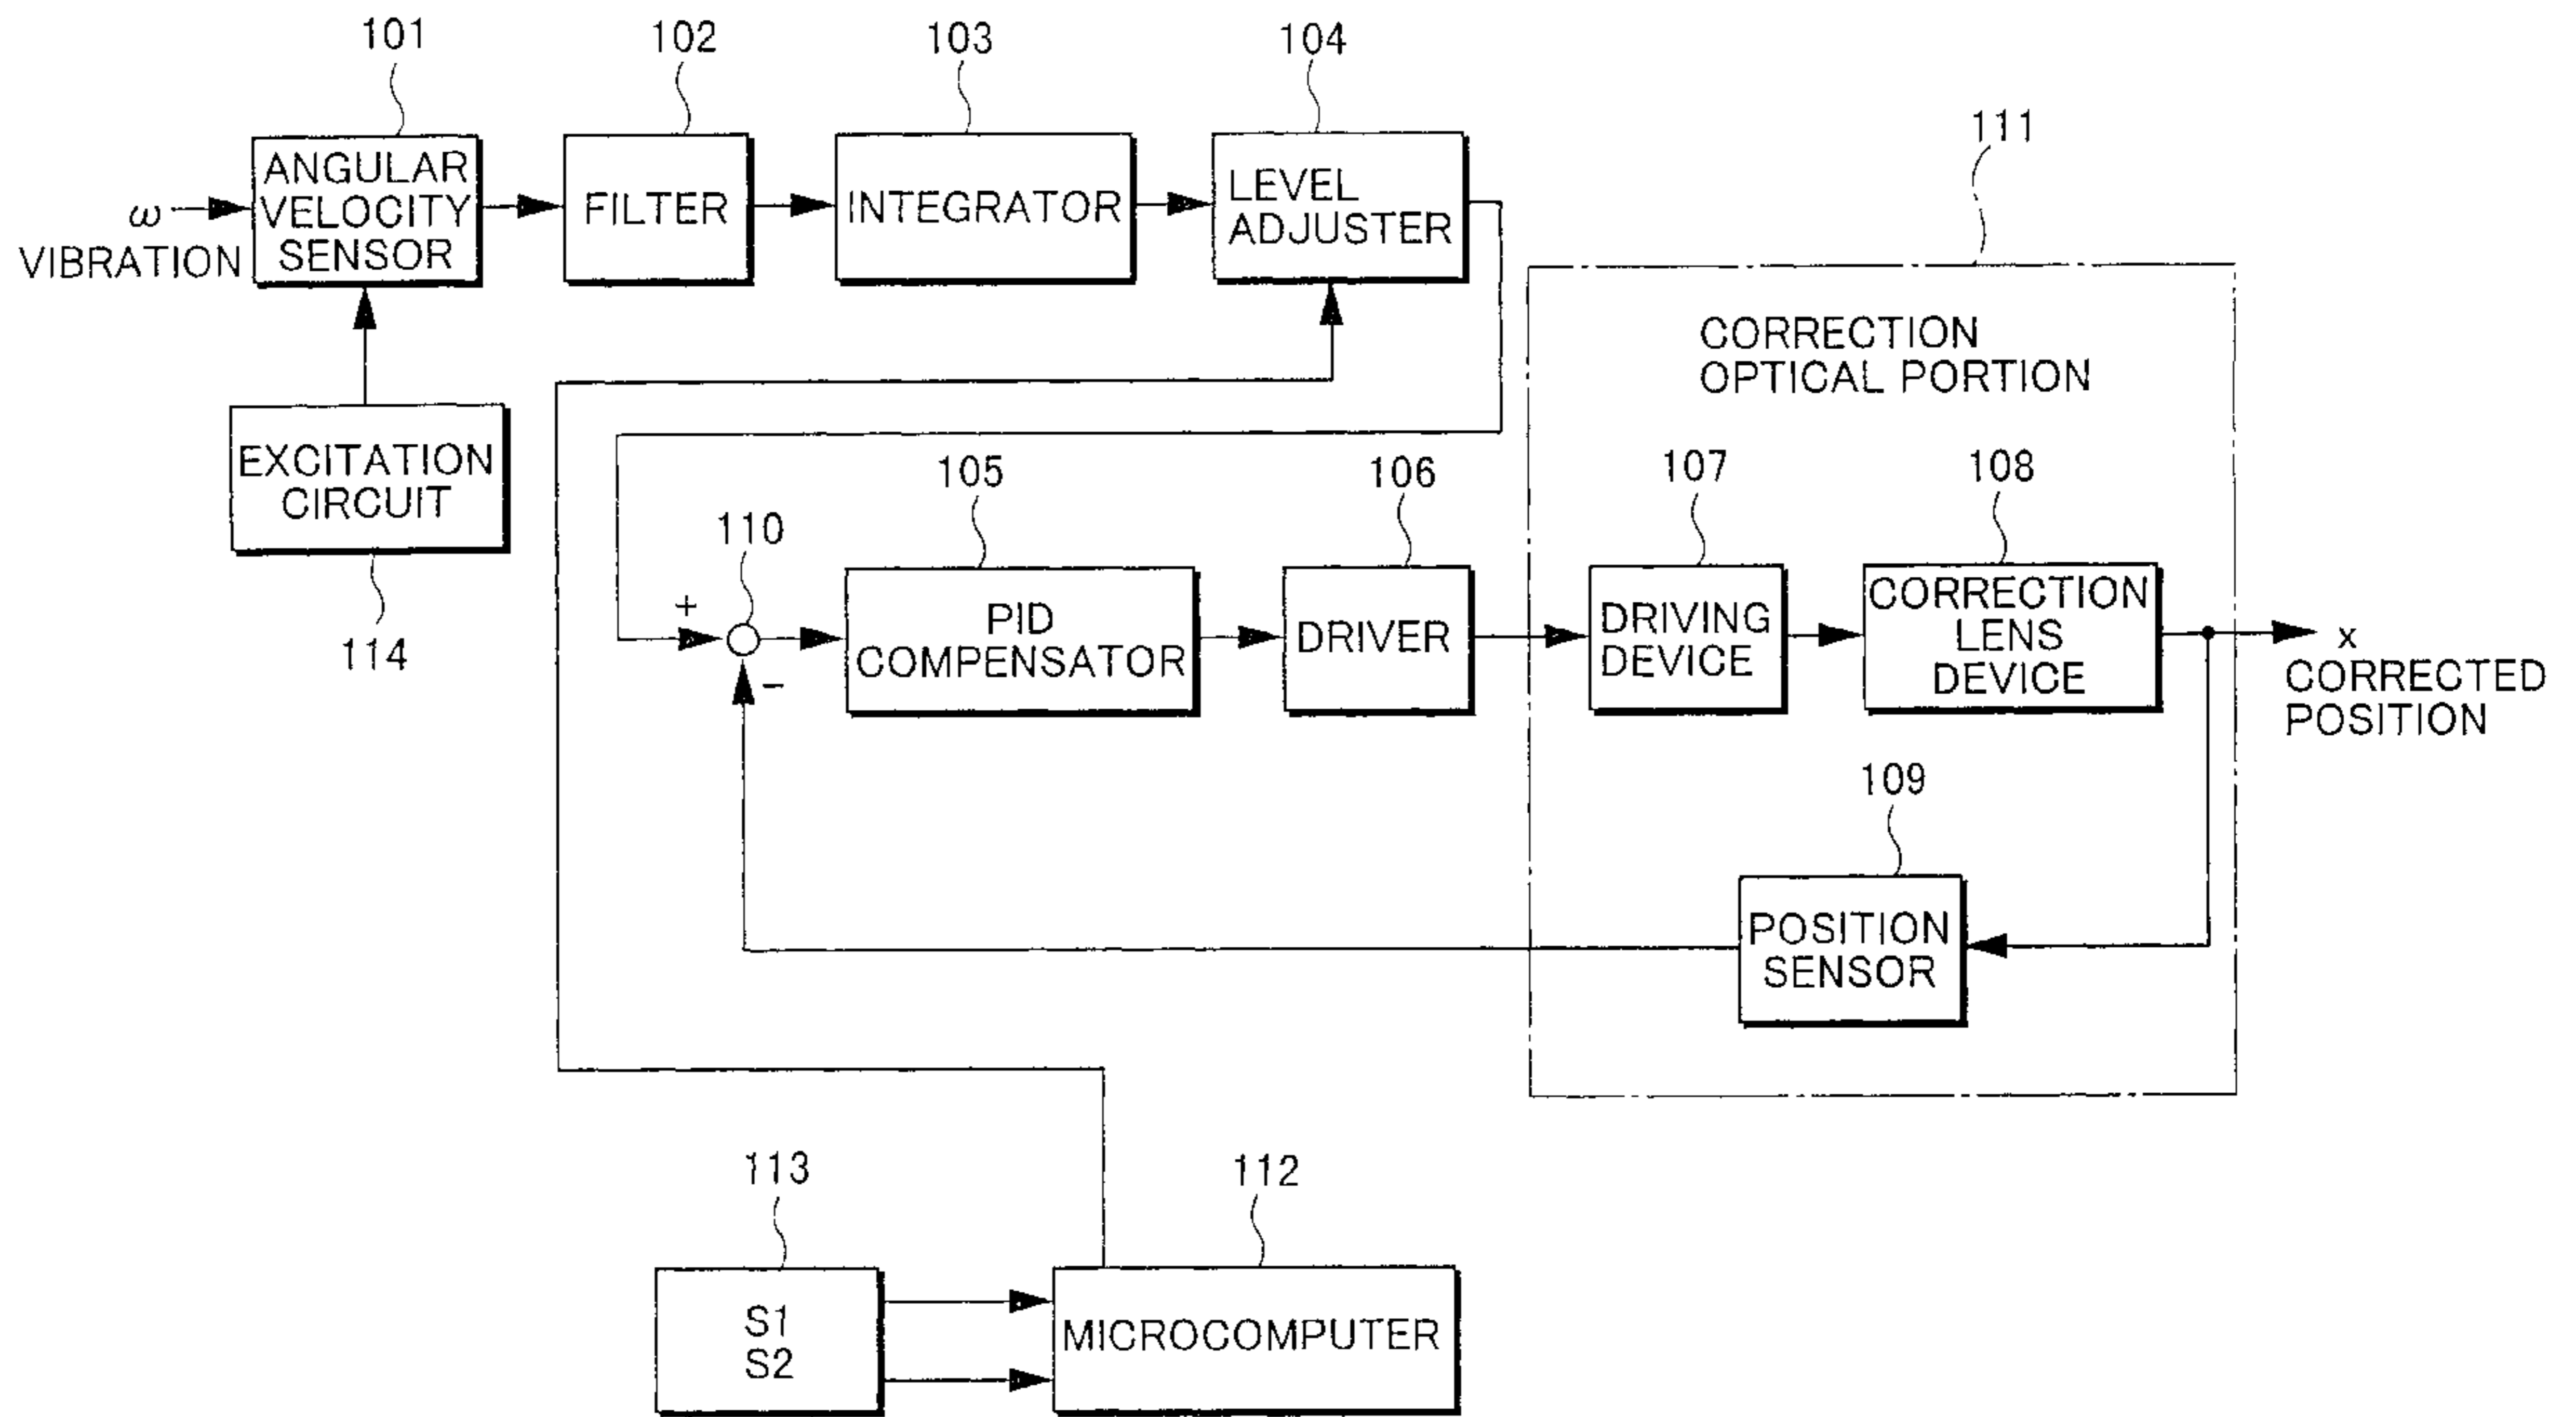 101
102
103
104
111
ω
VIBRATION
ANGULAR
VELOCITY
SENSOR
FILTER
INTEGRATOR
LEVEL
ADJUSTER
CORRECTION
OPTICAL PORTION
EXCITATION
CIRCUIT
114
105
106
107
108
110
+
-
PID
COMPENSATOR
DRIVER
DRIVING
DEVICE
CORRECTION
LENS
DEVICE
x
CORRECTED
POSITION
109
POSITION
SENSOR
113
112
S1
S2
MICROCOMPUTER